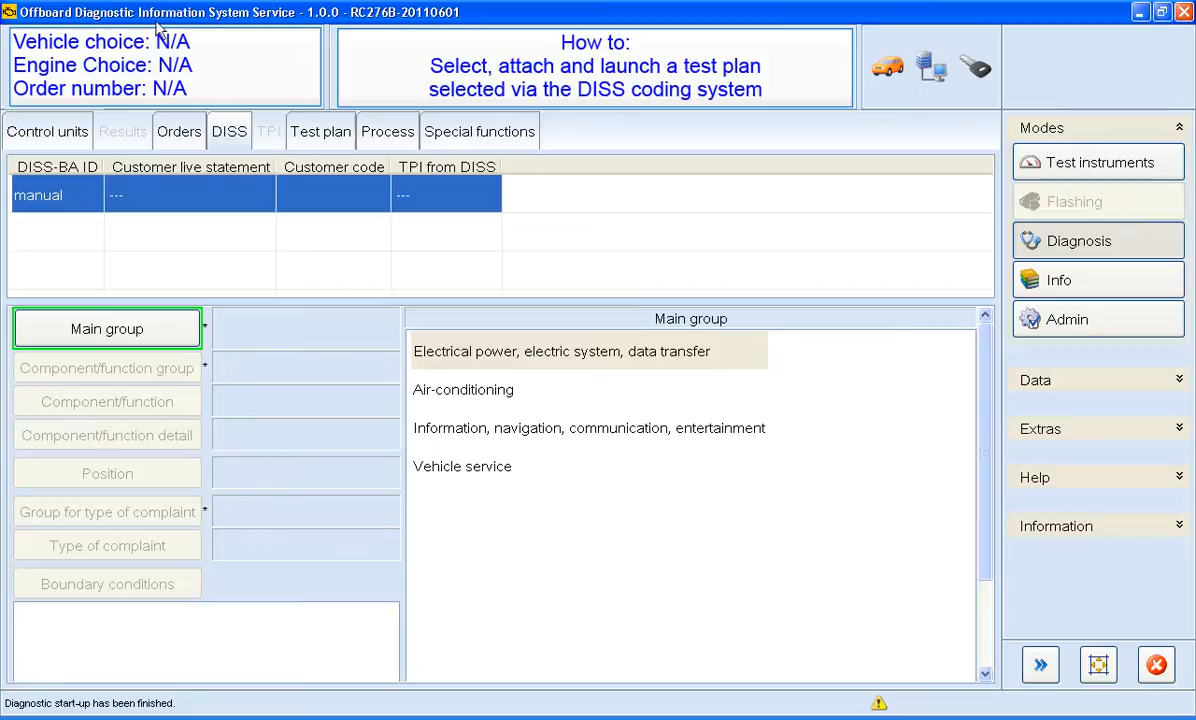 Offboard Diagnostic Information System Service - 1.0.0 - RC276B-20110601
Vehicle choice: N/A
Engine Choice: N/A
Order number: N/A
How to:
Select, attach and launch a test plan
selected via the DISS coding system
Control units
Results
Orders
DISS
TPI
Test plan
Process
Special functions
DISS-BA ID
Customer live statement
Customer code
TPI from DISS
manual
---
---
Main group
*
Component/function group
*
Component/function
Component/function detail
Position
Group for type of complaint
*
Type of complaint
Boundary conditions
Main group
Electrical power, electric system, data transfer
Air-conditioning
Information, navigation, communication, entertainment
Vehicle service
Modes
Test instruments
Flashing
Diagnosis
Info
Admin
Data
Extras
Help
Information
Diagnostic start-up has been finished.